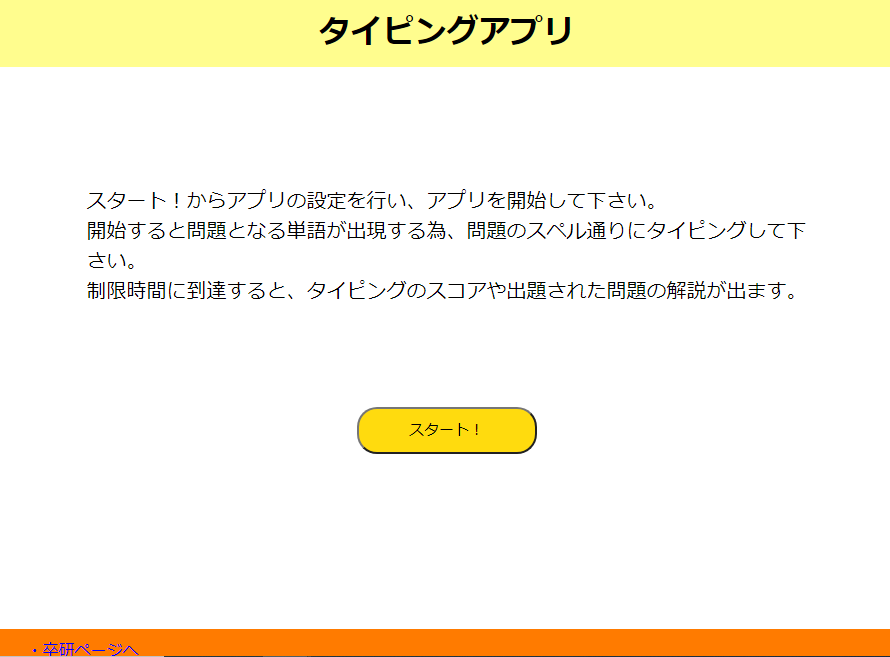 タイピングアプリ
スタート！からアプリの設定を行い、アプリを開始して下さい。
開始すると問題となる単語が出現する為、問題のスペル通りにタイピングして下
さい。
制限時間に到達すると、タイピングのスコアや出題された問題の解説が出ます。
スタート！
・卒研ページへ